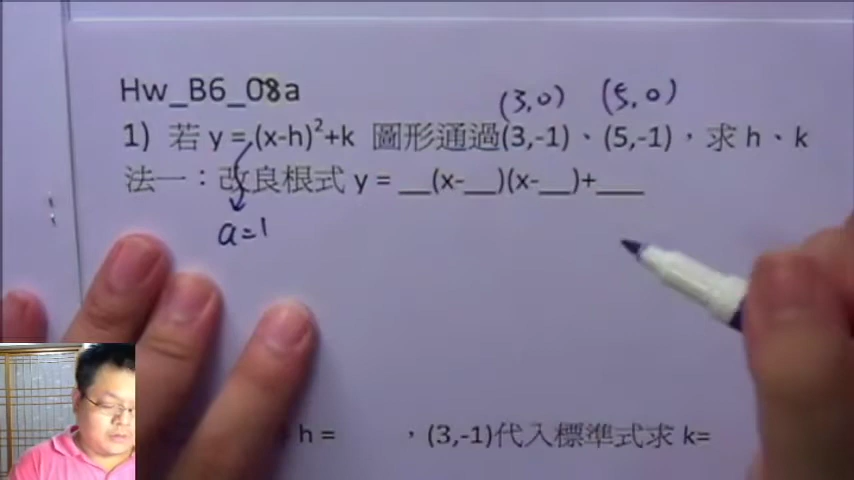 Hw_B6_08a
(3,0) (5,0)
1) 若 y = (x-h)²+k 圖形通過(3,-1)、(5,-1)，求 h、k
法一：改良根式 y = __(x-__)(x-__)+___
a=1
h = ，(3,-1)代入標準式求 k=